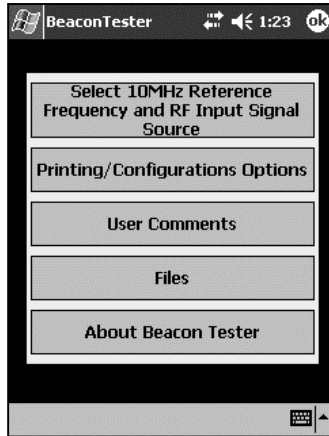 BeaconTester 1:23 ok
Select 10MHz Reference
Frequency and RF Input Signal
Source
Printing/Configurations Options
User Comments
Files
About Beacon Tester